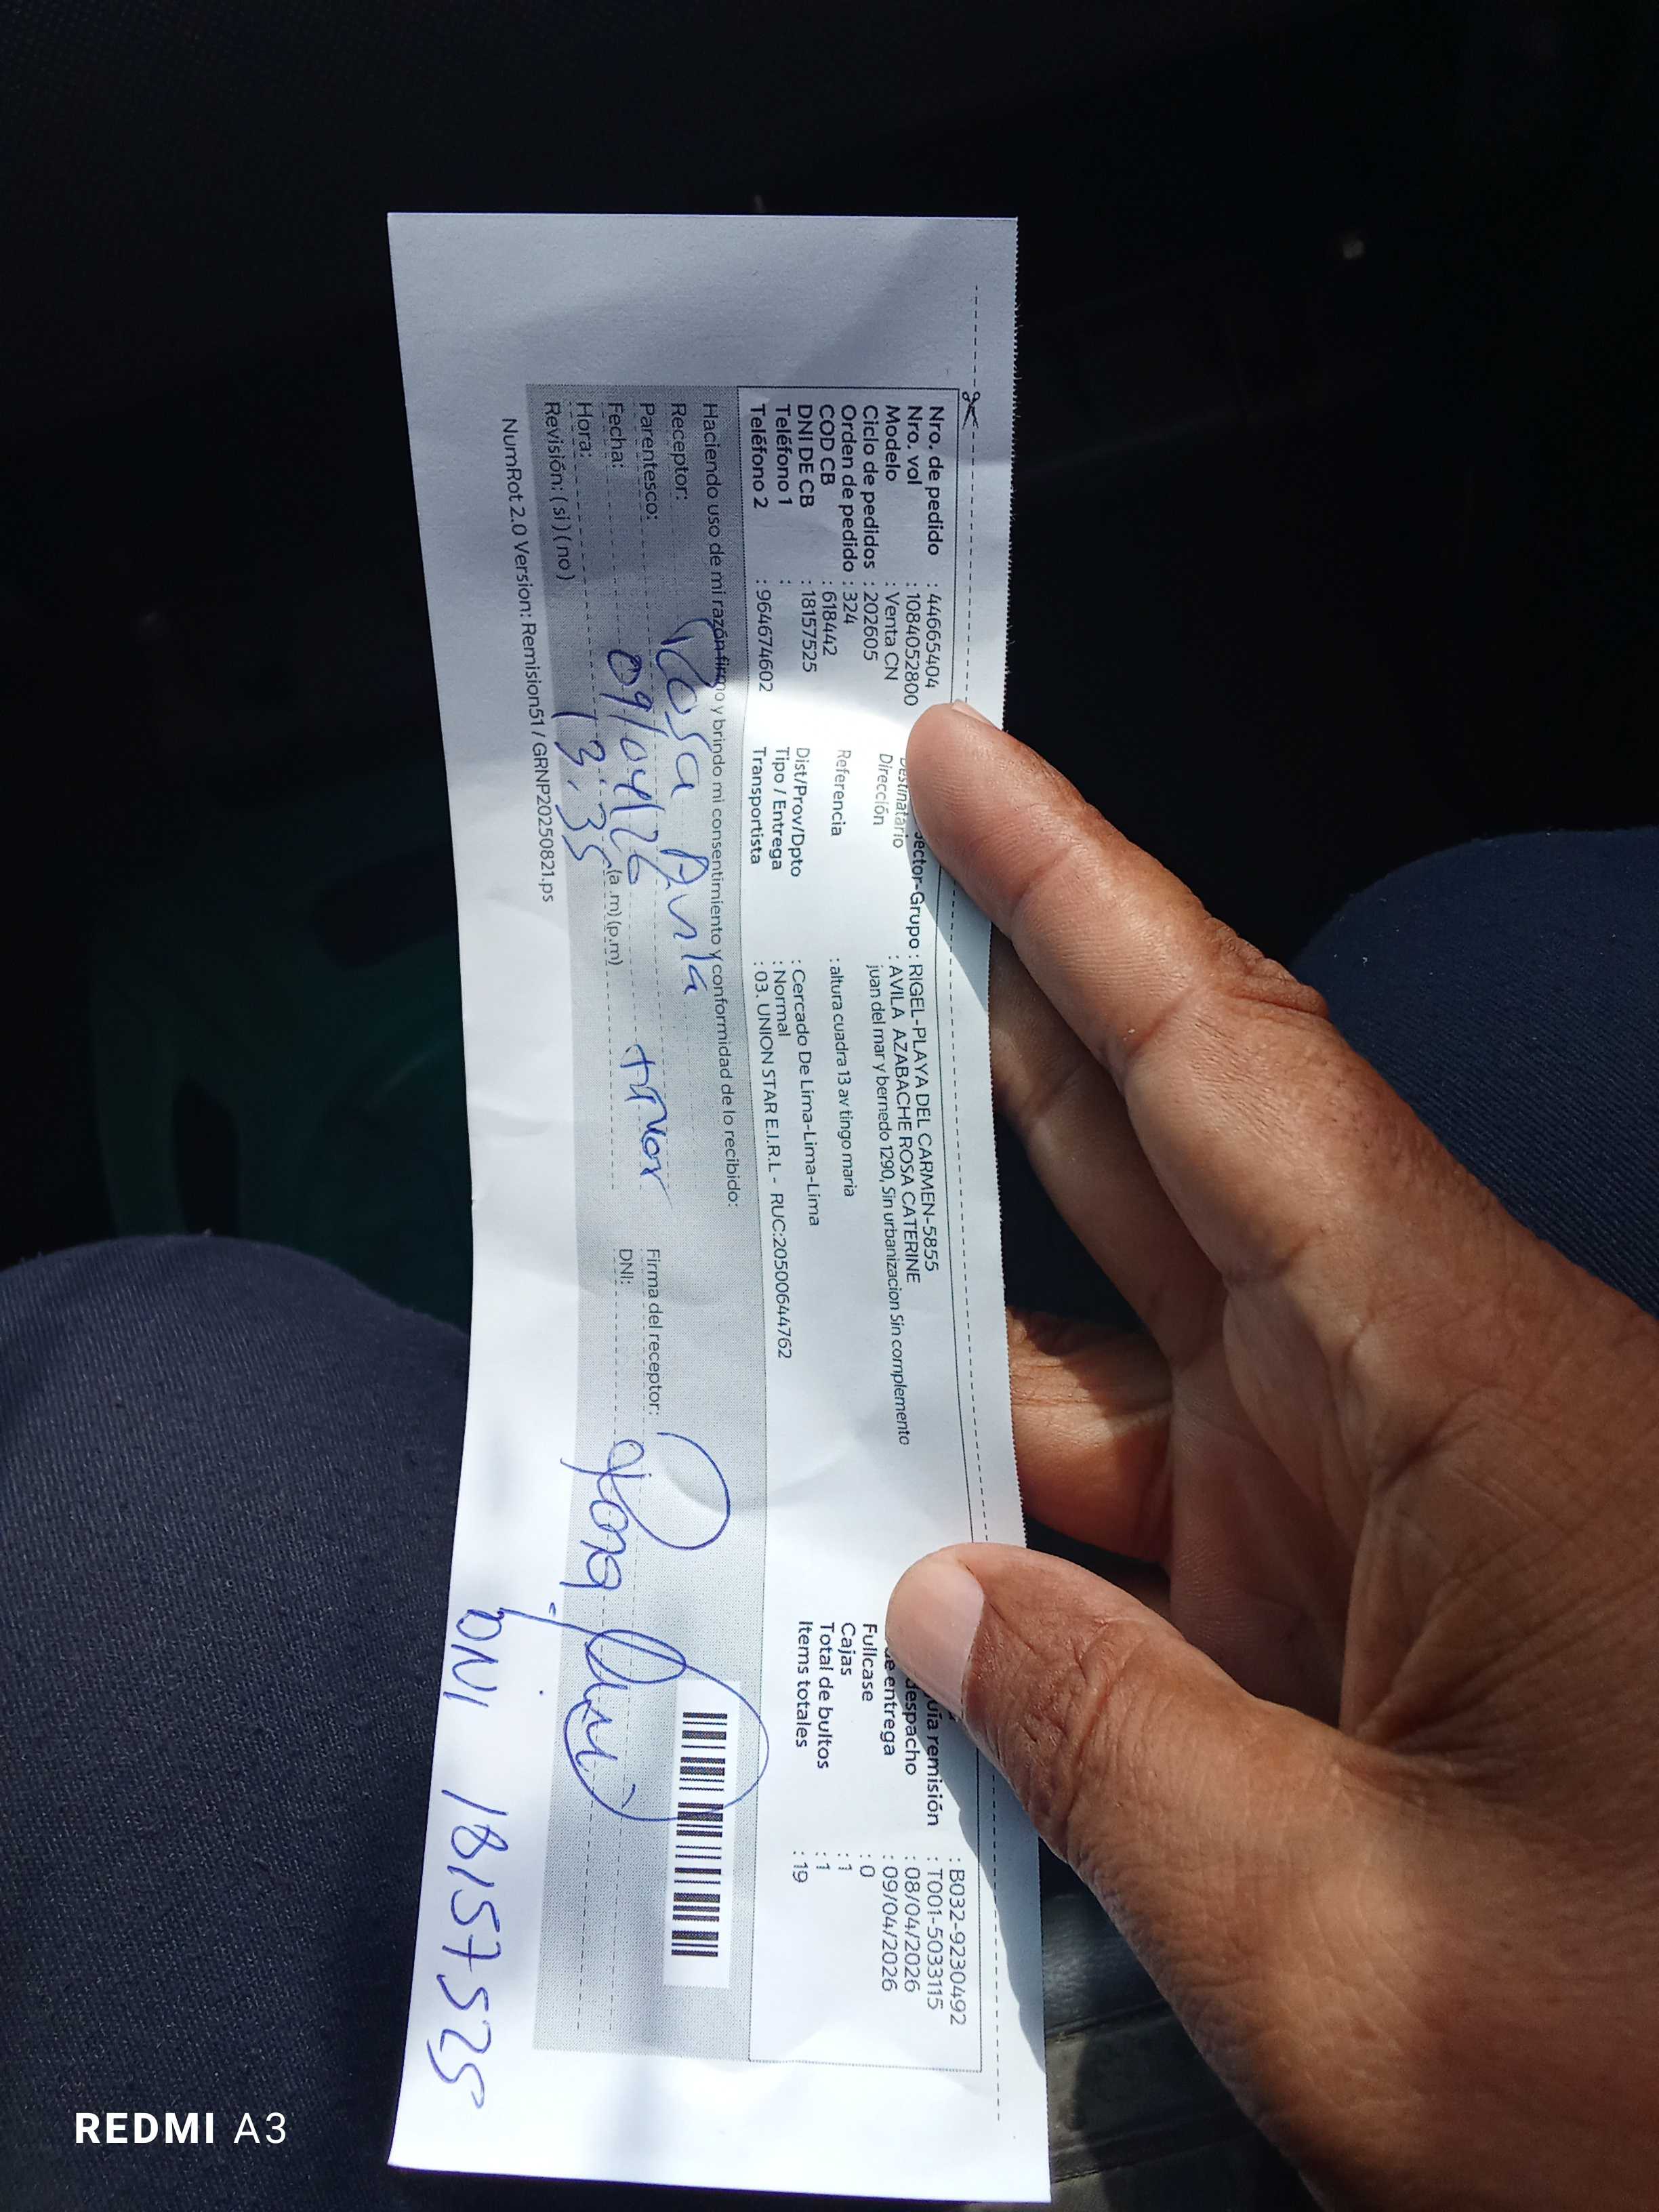 Nro. de pedido : 44665404
Nro. vol : 1084052800
Modelo : Venta CN
Ciclo de pedidos : 202605
Orden de pedido : 324
COD CB : 618442
DNI DE CB : 18157525
Teléfono 1 :
Teléfono 2 : 964674602
Sector-Grupo : RIGEL-PLAYA DEL CARMEN-5855
Destinatario : AVILA AZABACHE ROSA CATERINE
Dirección juan del mar y bernedo 1290, Sin urbanizacion Sin complemento
Referencia : altura cuadra 13 av tingo maria
Dist/Prov/Dpto : Cercado De Lima-Lima-Lima
Tipo / Entrega : Normal
Transportista : 03. UNION STAR E.I.R.L - RUC:20500644762
: B032-9230492
uía remisión : T001-5033115
despacho : 08/04/2026
de entrega : 09/04/2026
Fullcase : 0
Cajas : 1
Total de bultos : 1
Items totales : 19
Haciendo uso de mi razón firmo y brindo mi consentimiento y conformidad de lo recibido:
Receptor: Rosa Avila
Parentesco:
Fecha: 09/04/26
Hora: 13:35 (a.m)(p.m)
Revisión: ( si ) ( no )
Firma del receptor:
DNI:
DNI 18157525
NumRot 2.0 Version: Remision51 / GRNP20250821.ps
REDMI A3